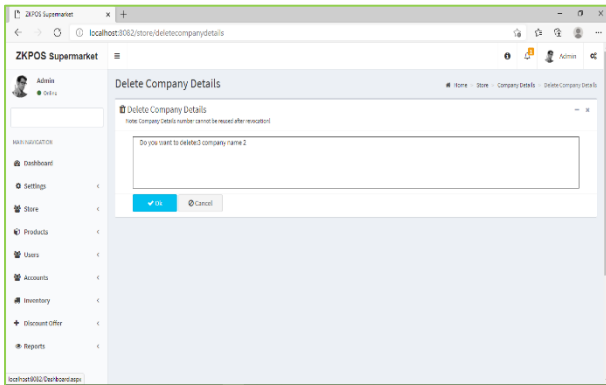 ZKPOS Supermarket
localhost:8082/store/deletecompanydetails
ZKPOS Supermarket
Admin
Admin
Online
Delete Company Details
Home
Store
Company Details
Delete Company Details
Delete Company Details
Note: Company Details number cannot be reused after revocation!
Do you want to delete:3 company name 2
Ok
Cancel
MAIN NAVIGATION
Dashboard
Settings
Store
Products
Users
Accounts
Inventory
Discount Offer
Reports
localhost:8082/Dashboard.aspx